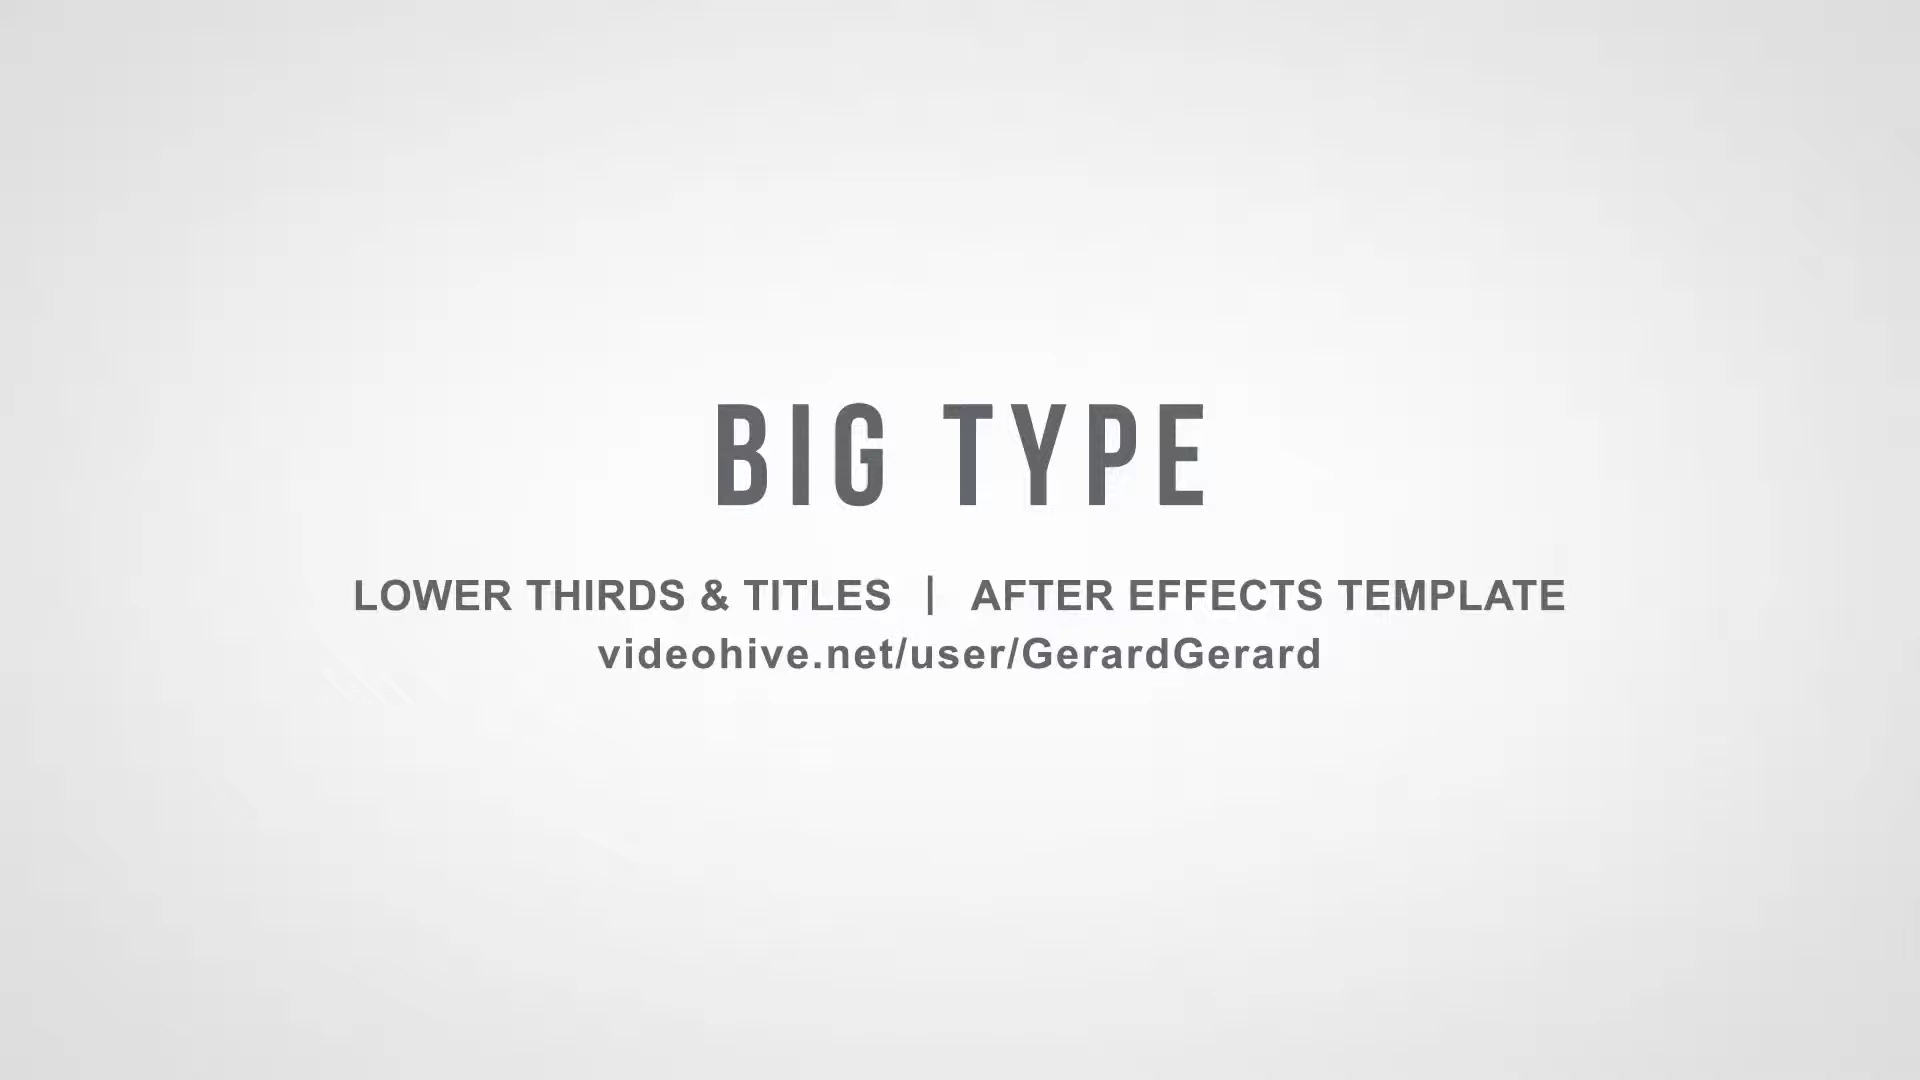 BIG TYPE
LOWER THIRDS & TITLES | AFTER EFFECTS TEMPLATE
videohive.net/user/GerardGerard